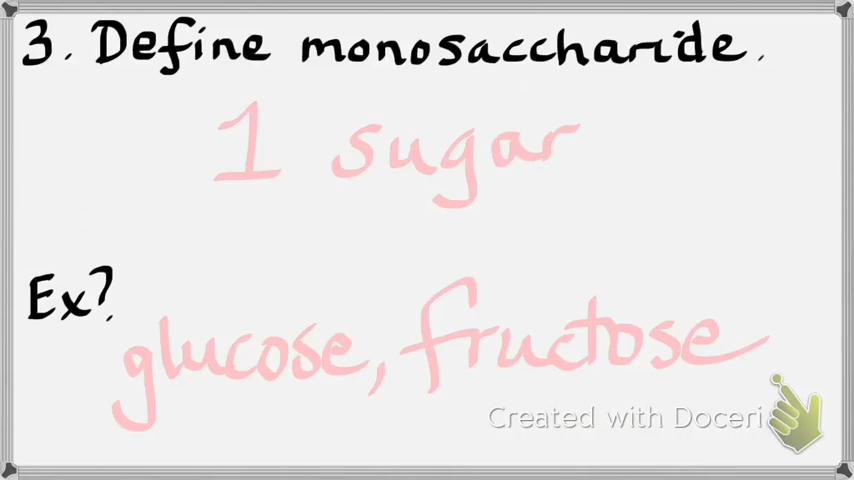 3. Define monosaccharide.
1 sugar
Ex?
glucose, fructose
Created with Doceri